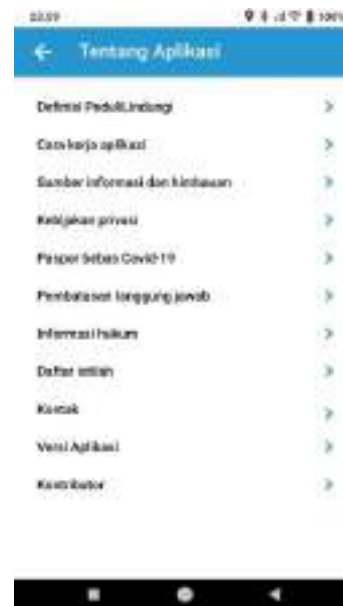 Tentang Aplikasi
Definisi PeduliLindungi
Cara kerja aplikasi
Sumber informasi dan himbauan
Kebijakan privasi
Paspor bebas Covid-19
Pembatasan langgung jawab
Informasi hukum
Daftar istilah
Kontak
Versi Aplikasi
Kontributor